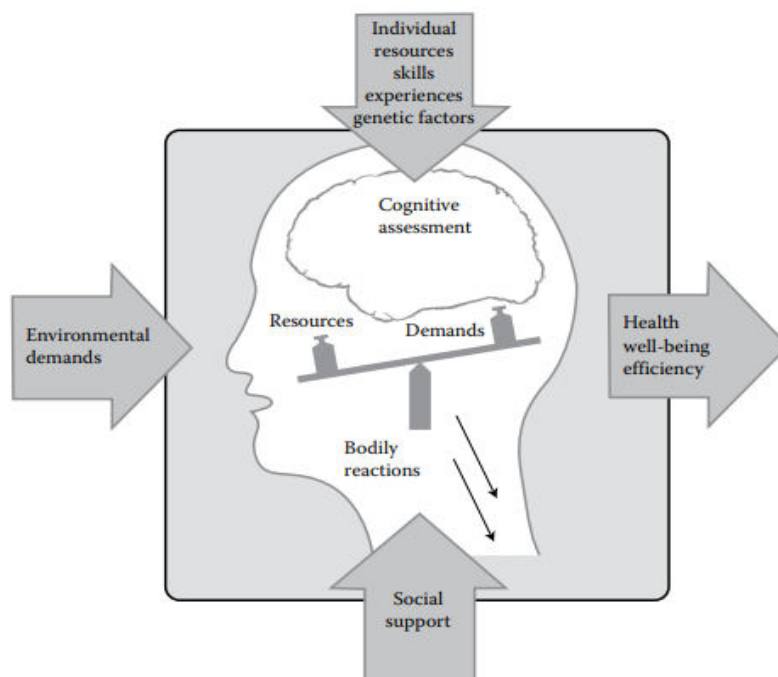 Individual
resources
skills
experiences
genetic factors
Cognitive
assessment
Resources
Demands
Environmental
demands
Health
well-being
efficiency
Bodily
reactions
Social
support